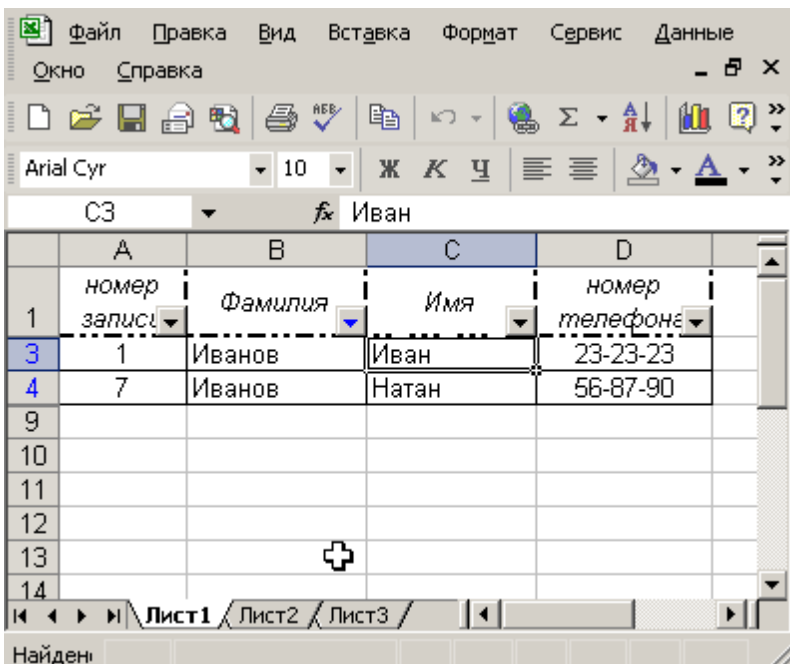 Файл Правка Вид Вставка Формат Сервис Данные
Окно Справка
Arial Cyr 10 Ж К Ч
C3 fx Иван
A B C D
1 номер записи Фамилия Имя номер телефона
3 1 Иванов Иван 23-23-23
4 7 Иванов Натан 56-87-90
9
10
11
12
13
14
Лист1 Лист2 Лист3